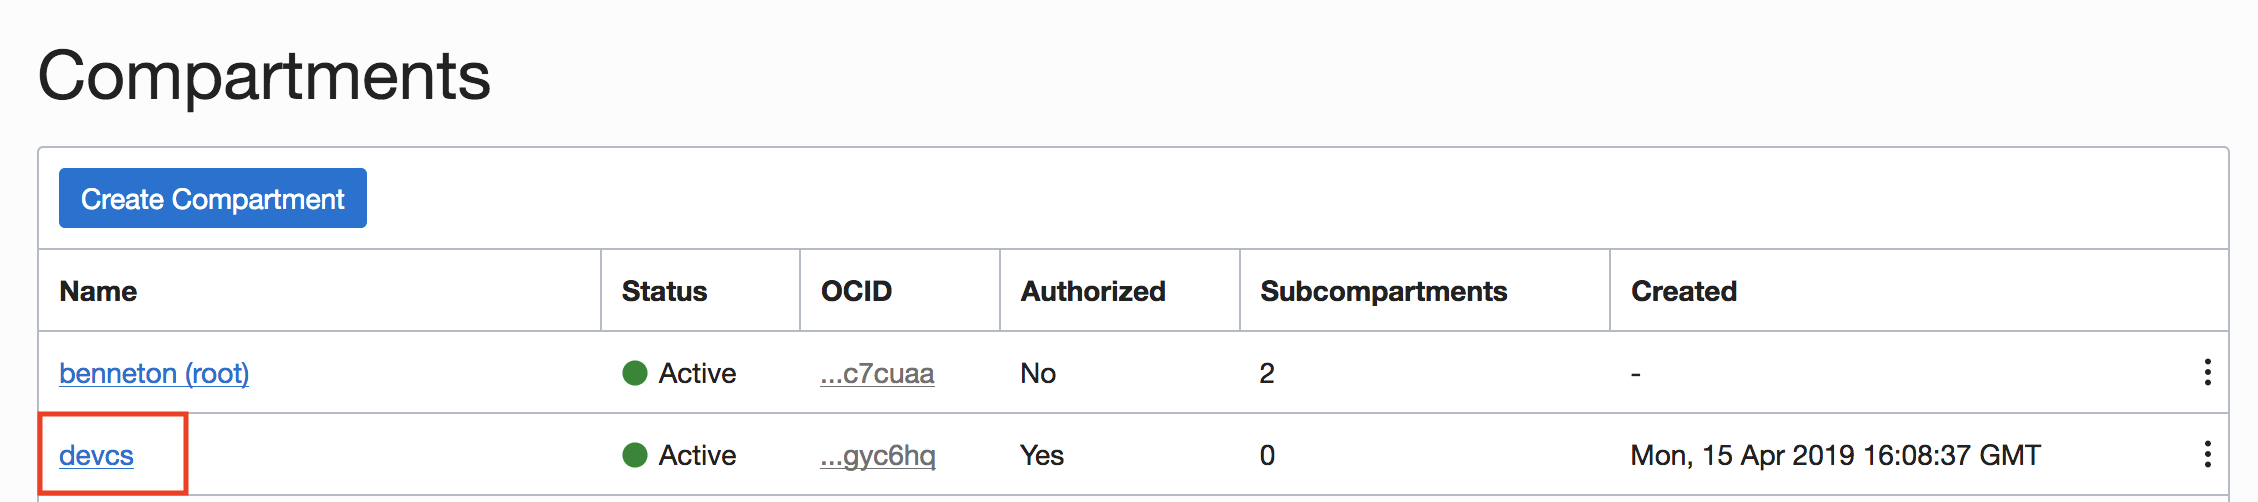 Compartments
Create Compartment
Name Status OCID Authorized Subcompartments Created
benneton (root) Active ...c7cuaa No 2 -
devcs Active ...gyc6hq Yes 0 Mon, 15 Apr 2019 16:08:37 GMT